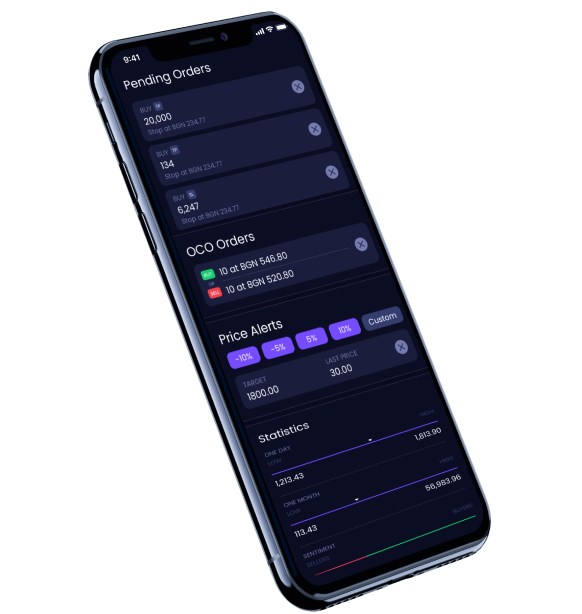 9:41
Pending Orders
BUY
20,000
Stop at BGN 234.77
BUY
134
Stop at BGN 234.77
BUY
6,247
Stop at BGN 234.77
OCO Orders
BUY 10 at BGN 546.80
OR
SELL 10 at BGN 520.80
Price Alerts
-10% -5% 5% 10% Custom
TARGET LAST PRICE
1800.00 30.00
Statistics
ONE DAY
LOW HIGH
1,213.43 1,813.90
ONE MONTH
LOW HIGH
113.43 56,983.96
SENTIMENT
SELLERS BUYERS